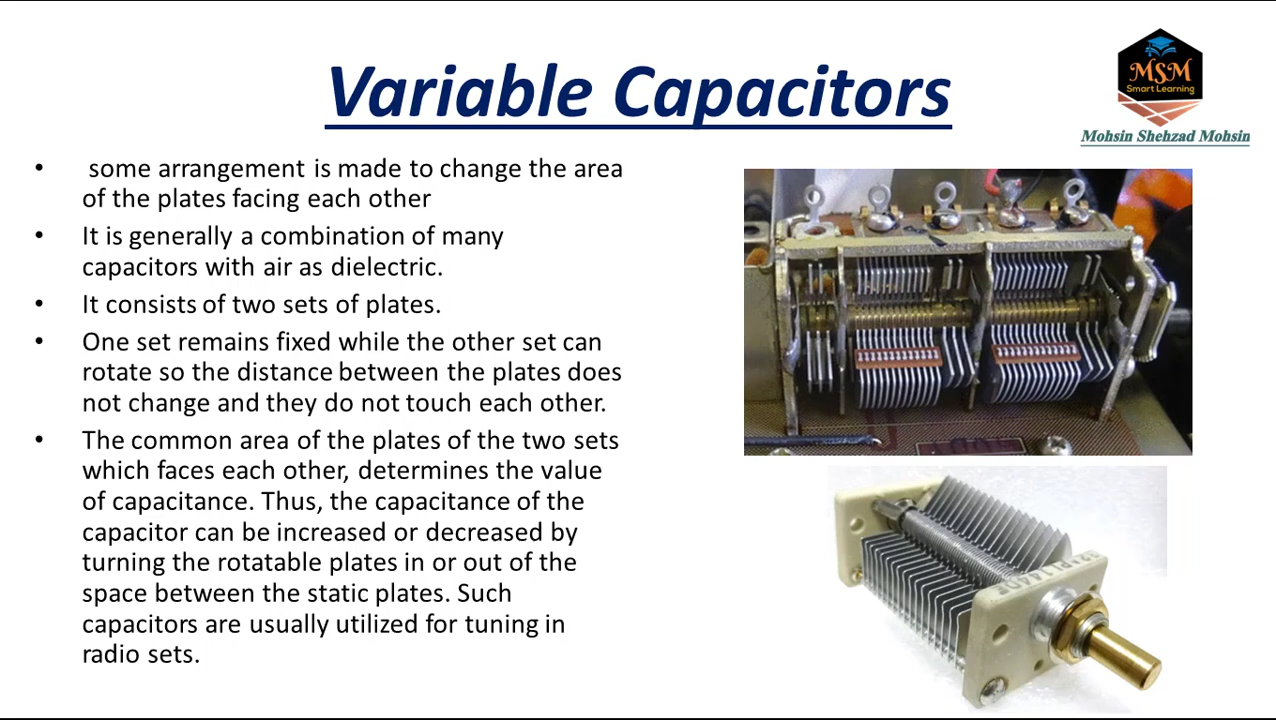 Variable Capacitors
MSM
Smart Learning
Mohsin Shehzad Mohsin
• some arrangement is made to change the area
of the plates facing each other
• It is generally a combination of many
capacitors with air as dielectric.
• It consists of two sets of plates.
• One set remains fixed while the other set can
rotate so the distance between the plates does
not change and they do not touch each other.
• The common area of the plates of the two sets
which faces each other, determines the value
of capacitance. Thus, the capacitance of the
capacitor can be increased or decreased by
turning the rotatable plates in or out of the
space between the static plates. Such
capacitors are usually utilized for tuning in
radio sets.